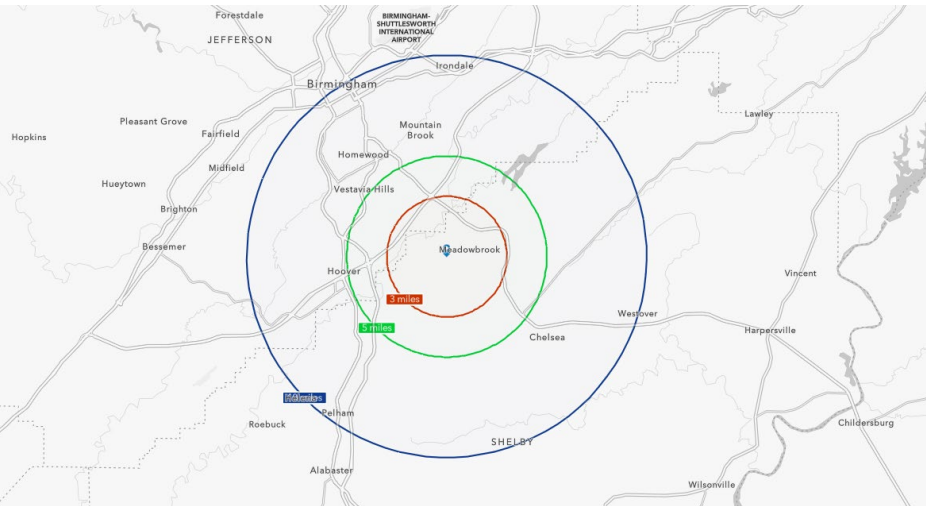 Forestdale
JEFFERSON
BIRMINGHAM-
SHUTTLESWORTH
INTERNATIONAL
AIRPORT
Irondale
Birmingham
Lawley
Pleasant Grove
Mountain
Brook
Hopkins
Fairfield
Homewood
Midfield
Hueytown
Vestavia Hills
Brighton
Bessemer
Meadowbrook
Hoover
Vincent
3 miles
Westover
5 miles
Chelsea
Harpersville
Pelham
Roebuck
Childersburg
SHELBY
Alabaster
Wilsonville